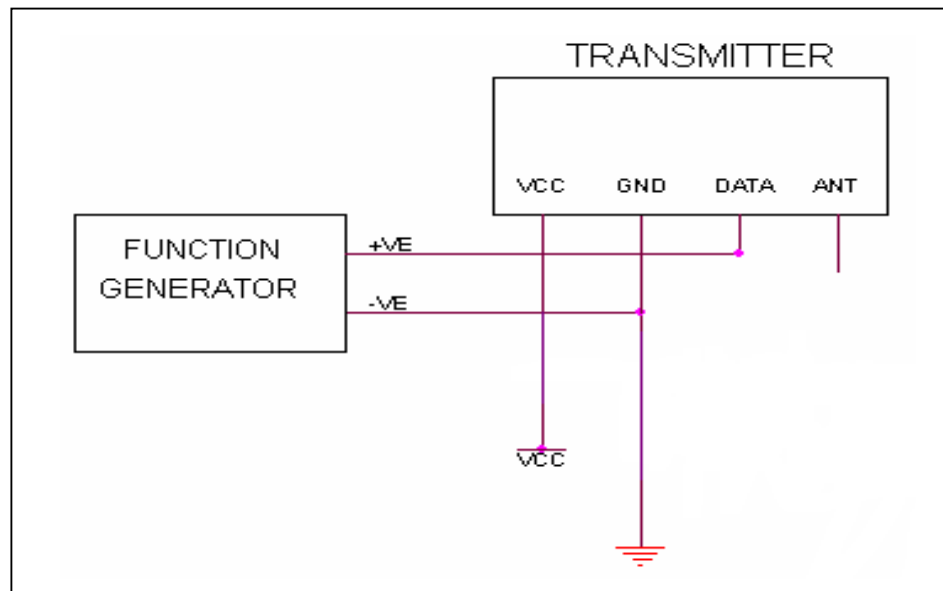 TRANSMITTER
VCC GND DATA ANT
FUNCTION
GENERATOR
+VE
-VE
VCC